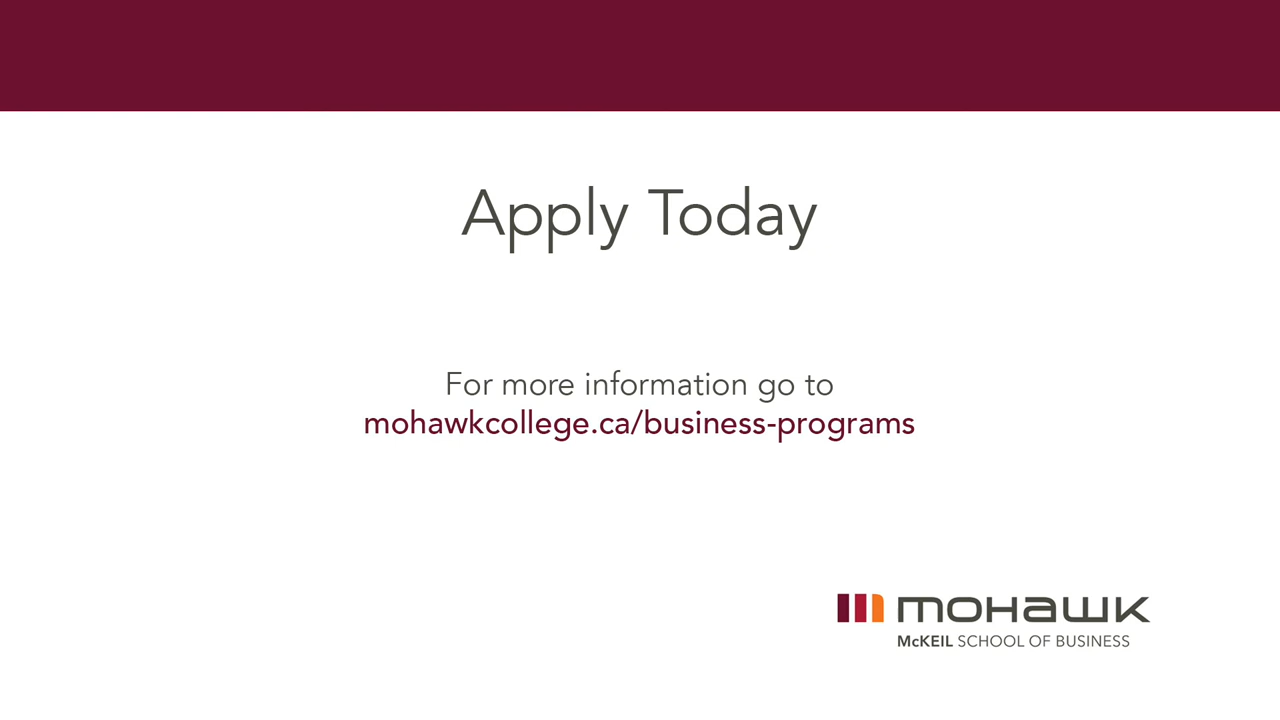 Apply Today
For more information go to
mohawkcollege.ca/business-programs
mohawk
McKEIL SCHOOL OF BUSINESS